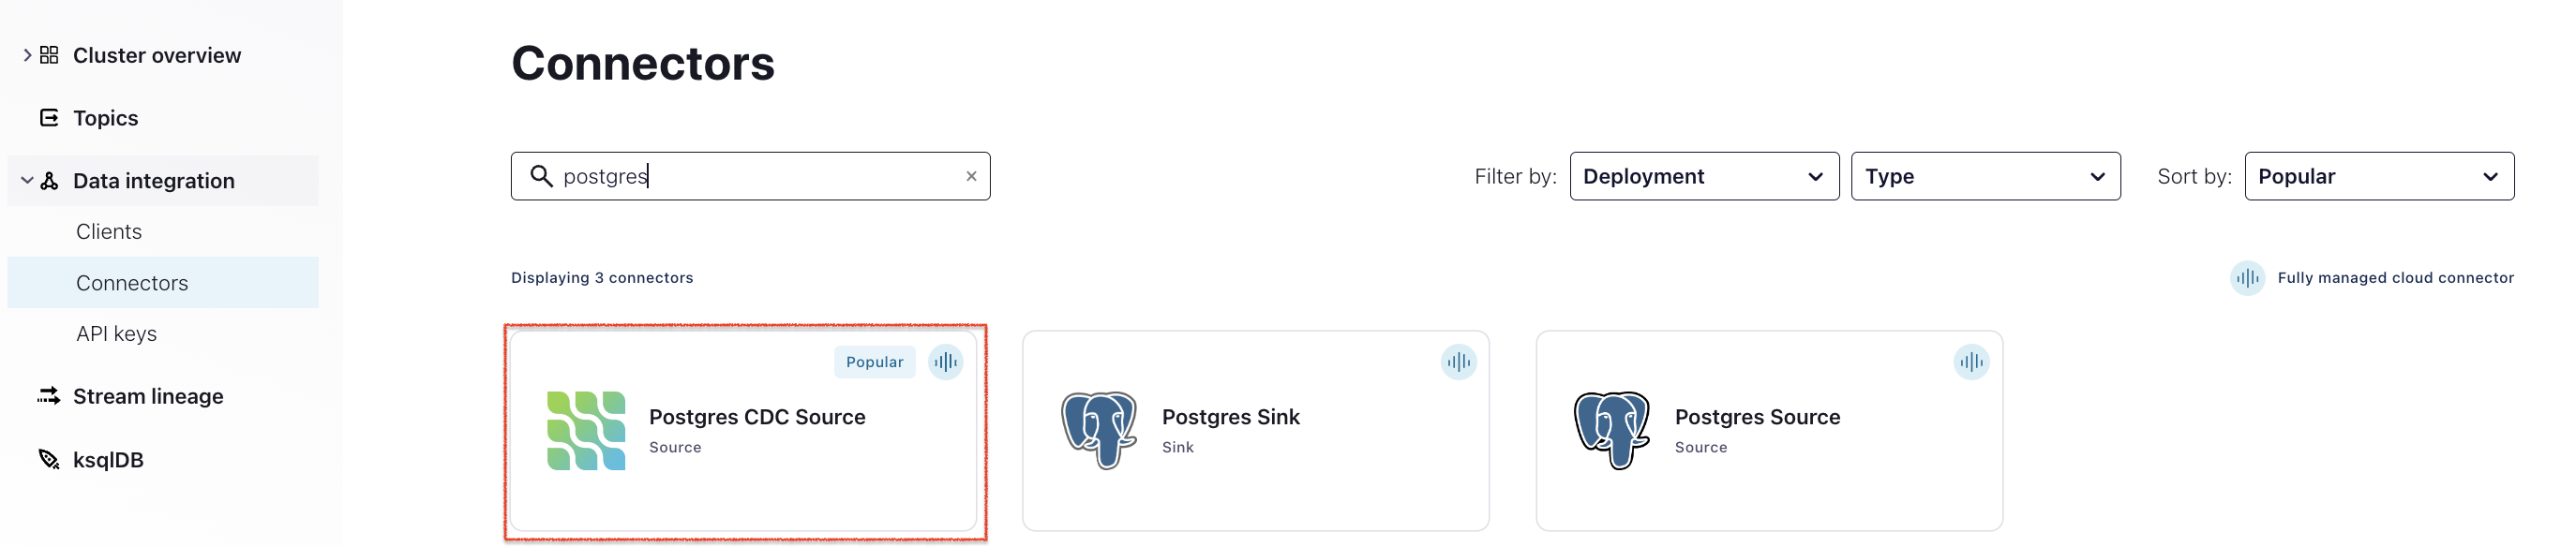 Cluster overview
Topics
Data integration
Clients
Connectors
API keys
Stream lineage
ksqlDB
Connectors
postgres
Filter by:
Deployment
Type
Sort by:
Popular
Displaying 3 connectors
Fully managed cloud connector
Popular
Postgres CDC Source
Source
Postgres Sink
Sink
Postgres Source
Source